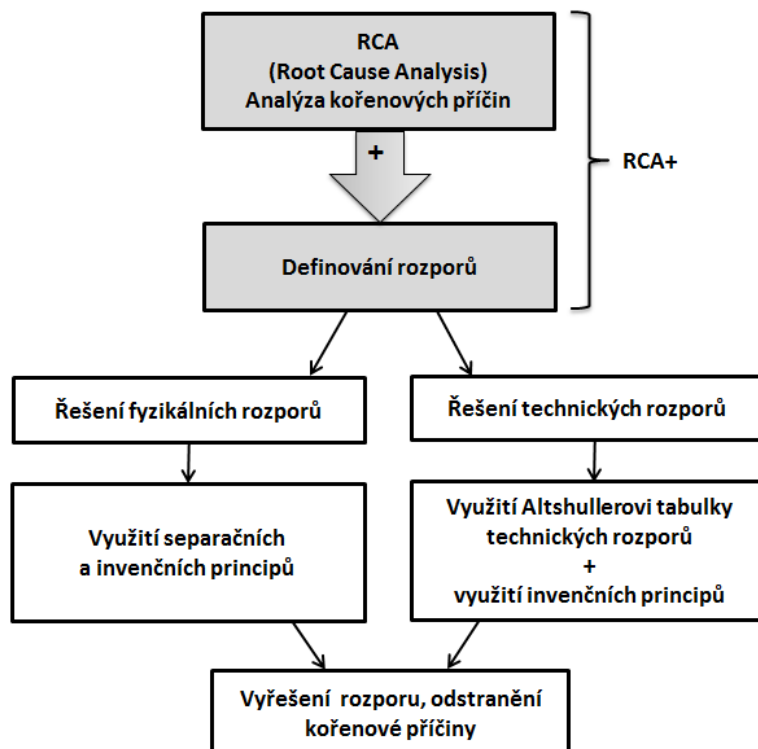 RCA
(Root Cause Analysis)
Analýza kořenových příčin
+
RCA+
Definování rozporů
Řešení fyzikálních rozporů
Řešení technických rozporů
Využití separačních
a invenčních principů
Využití Altshullerovi tabulky
technických rozporů
+
využití invenčních principů
Vyřešení rozporu, odstranění
kořenové příčiny